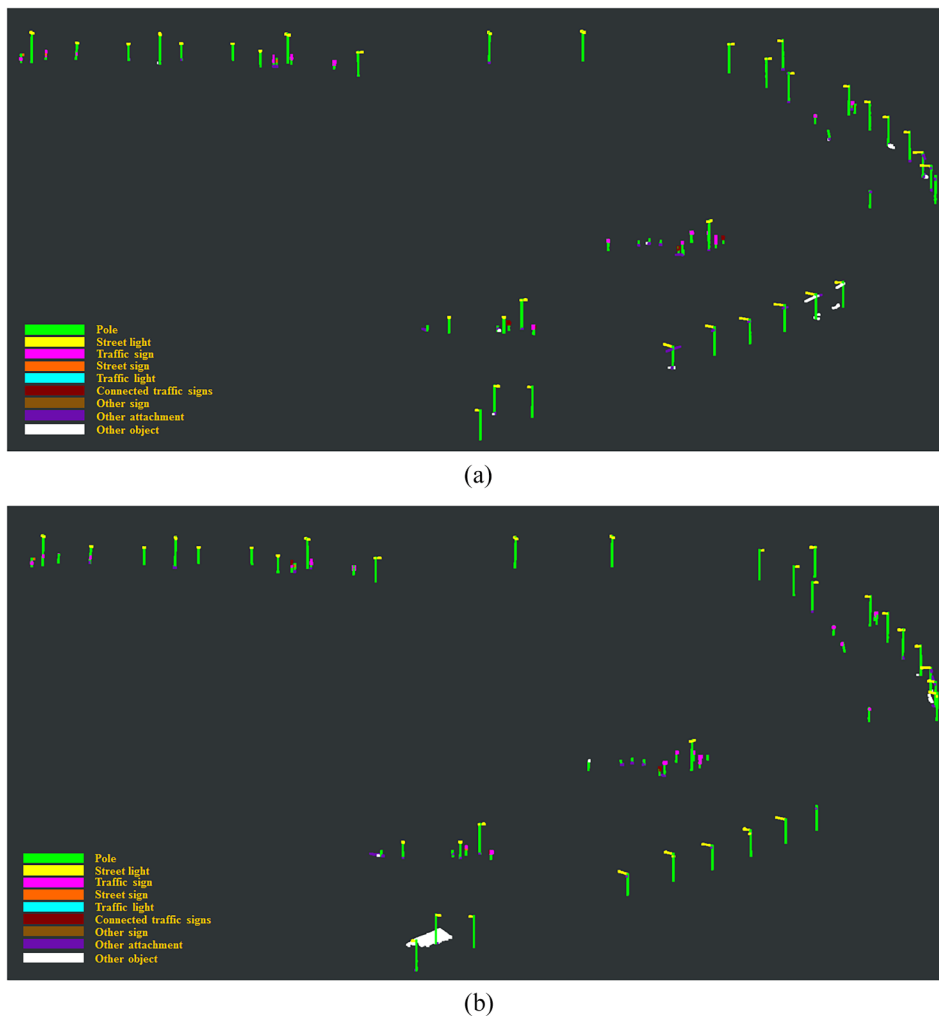 Pole
Street light
Traffic sign
Street sign
Traffic light
Connected traffic signs
Other sign
Other attachment
Other object
(a)
Pole
Street light
Traffic sign
Street sign
Traffic light
Connected traffic signs
Other sign
Other attachment
Other object
(b)